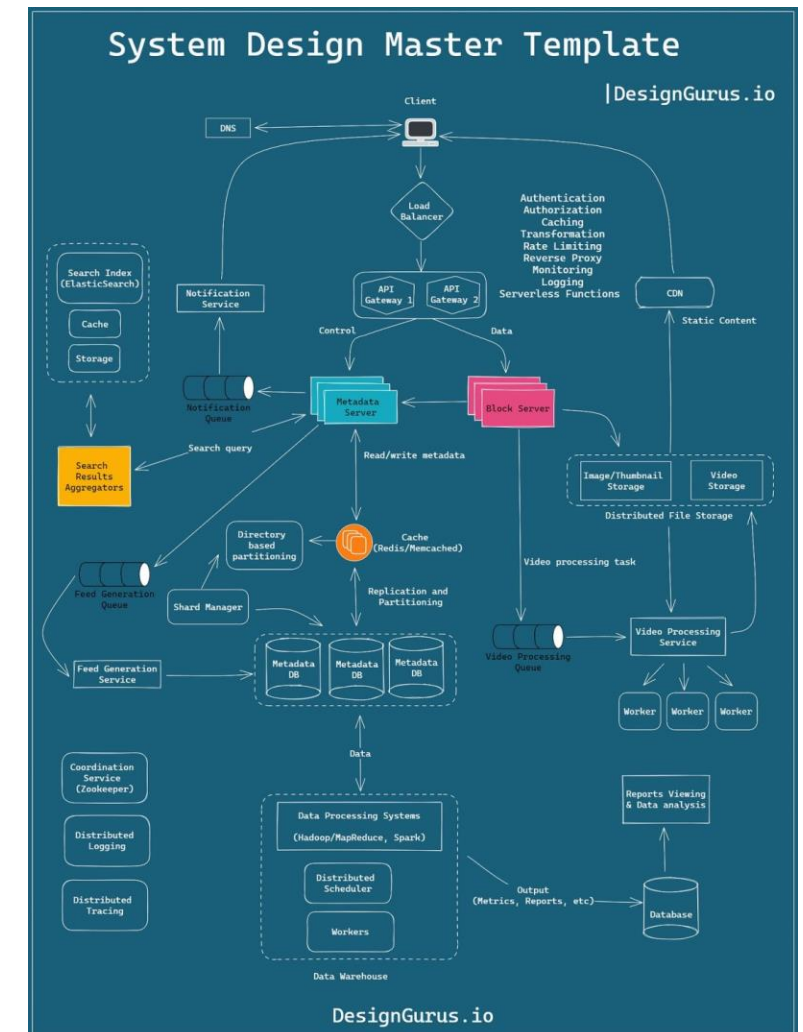 System Design Master Template
|DesignGurus.io
Client
DNS
Load
Balancer
Authentication
Authorization
Caching
Transformation
Rate Limiting
Reverse Proxy
Monitoring
Logging
Serverless Functions
Search Index
(ElasticSearch)
Cache
Storage
Notification
Service
API
Gateway 1
API
Gateway 2
CDN
Static Content
Control
Data
Notification
Queue
Metadata
Server
Block Server
Search query
Read/write metadata
Search
Results
Aggregators
Image/Thumbnail
Storage
Video
Storage
Distributed File Storage
Directory
based
partitioning
Cache
(Redis/Memcached)
Video processing task
Feed Generation
Queue
Shard Manager
Replication and
Partitioning
Video Processing
Queue
Video Processing
Service
Feed Generation
Service
Metadata
DB
Metadata
DB
Metadata
DB
Worker
Worker
Worker
Data
Coordination
Service
(Zookeeper)
Distributed
Logging
Distributed
Tracing
Data Processing Systems
(Hadoop/MapReduce, Spark)
Distributed
Scheduler
Workers
Data Warehouse
Output
(Metrics, Reports, etc)
Reports Viewing
& Data analysis
Database
DesignGurus.io